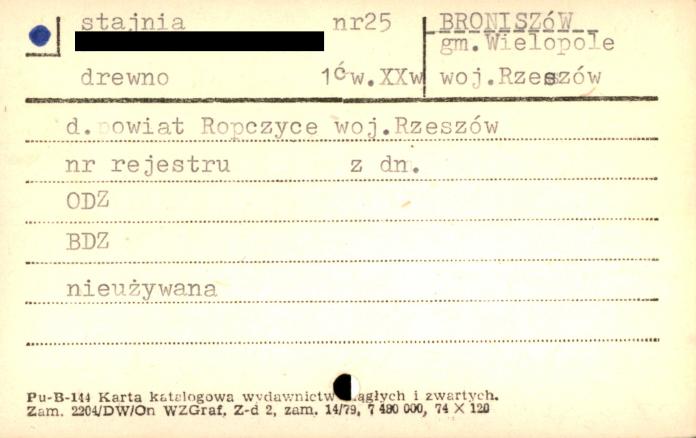 stajnia nr25 BRONISZóW
gm.Wielopole
drewno 1ćw.XXw woj.Rzeszów
d.powiat Ropczyce woj.Rzeszów
nr rejestru z dn.
ODZ
BDZ
nieużywana
Pu-B-144 Karta katalogowa wydawnictw ciągłych i zwartych.
Zam. 2204/DW/On WZGraf, Z-d 2, zam. 14/79, 7 480 000, 74 X 120